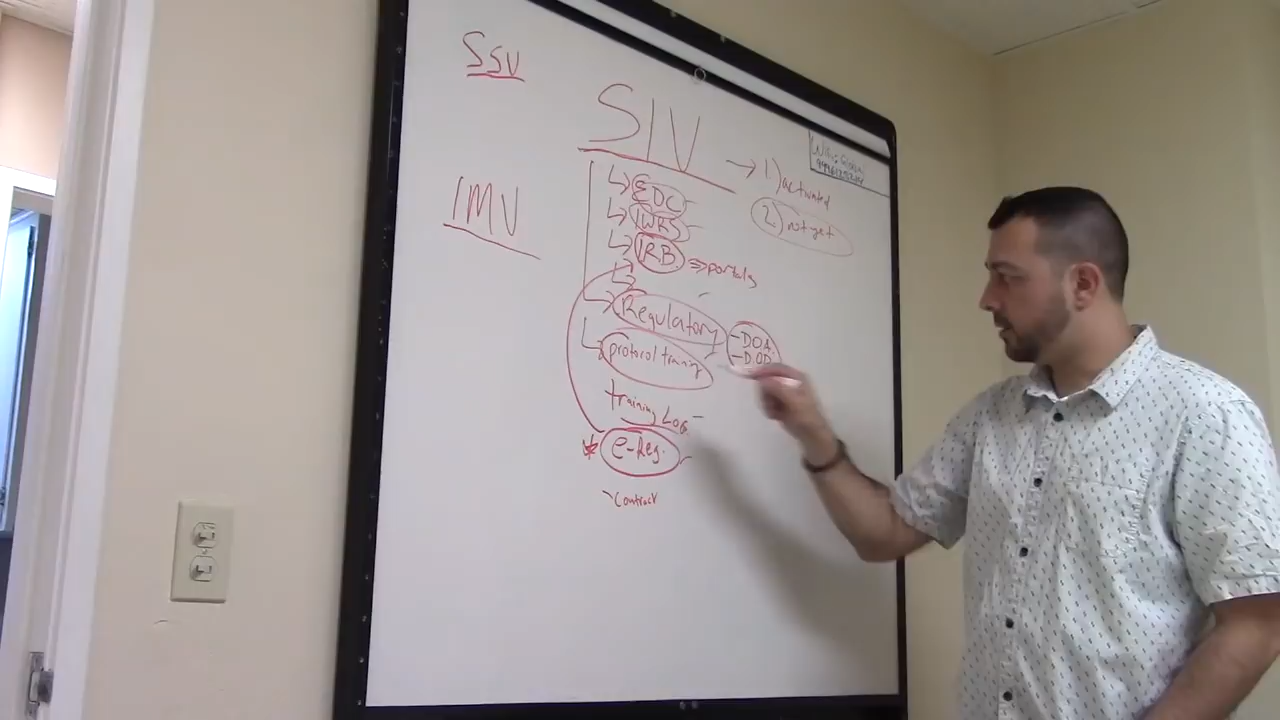 SSV
SIV
IMV
→ 1.) activated
2.) not yet
EDC
IWRS
IRB ⇒ portals
Regulatory
- DOA
- DOD
protocol training
training LOG
* e-Reg.
- Contract